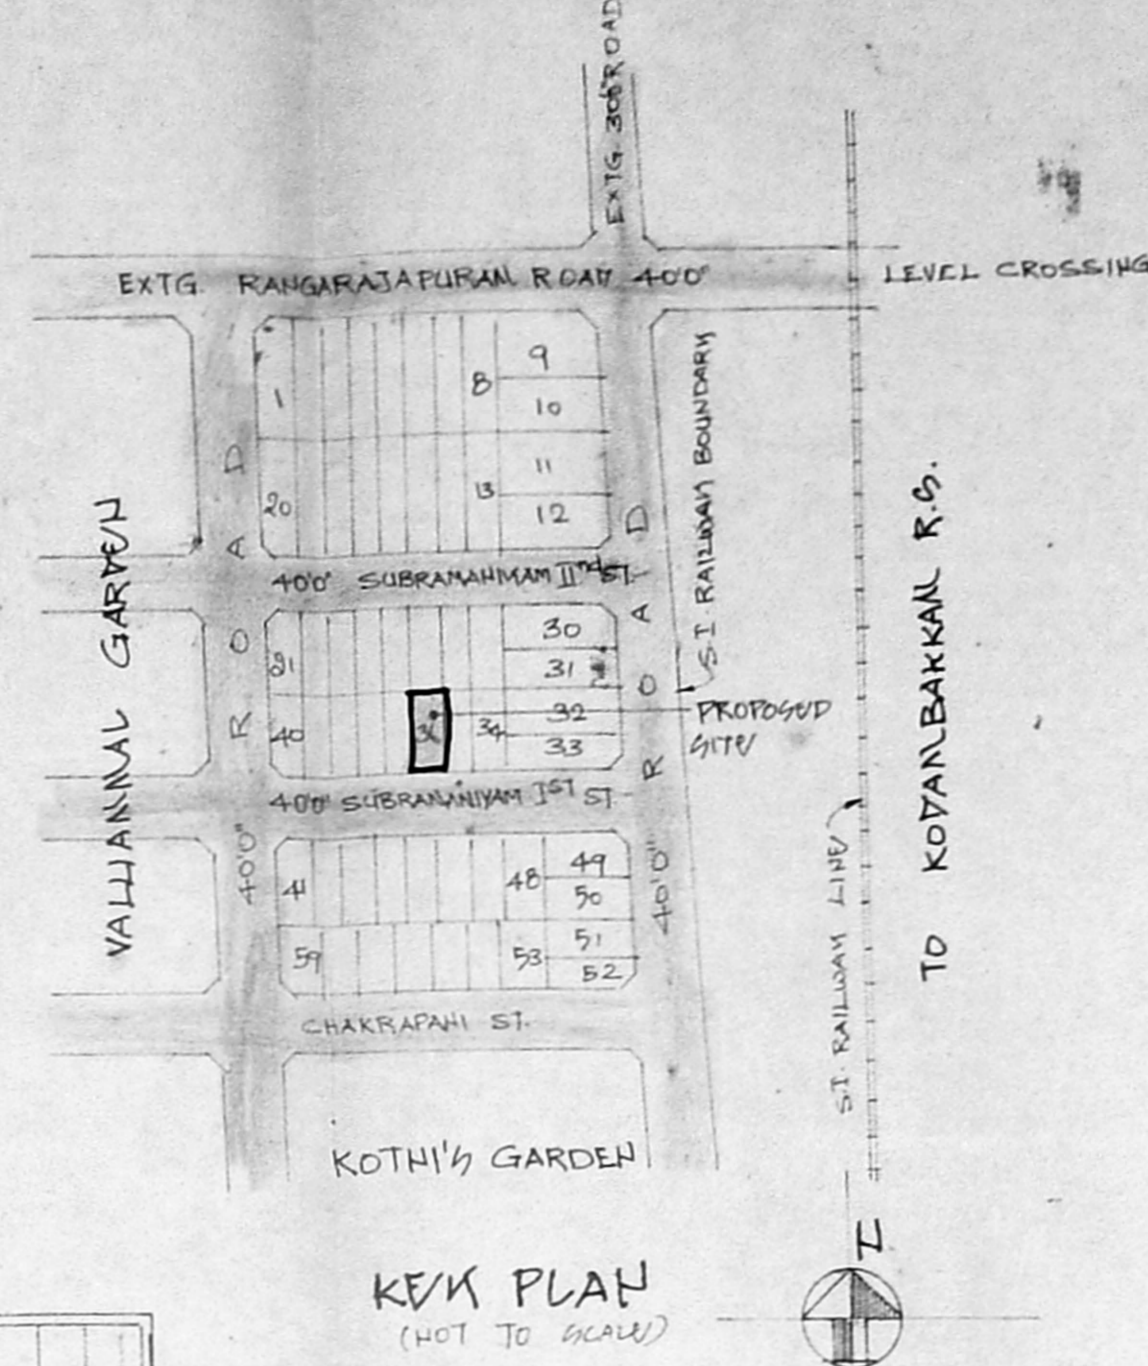 EXTG. 30'0" ROAD
EXTG. RANGARAJAPURAM ROAD 40'0"
LEVEL CROSSING
1
8
9
10
20
13
11
12
ROAD
40'0"
ROAD
40'0"
VALLIAMMAL GARDEN
S.I. RAILWAY BOUNDARY
40'0" SUBRAMANIYAM IInd ST.
21
30
31
40
34
32
33
PROPOSED
SITE
40'0" SUBRAMANIYAM Ist ST
41
48
49
50
59
53
51
52
S.I. RAILWAY LINE
TO KODAMBAKKAM R.S.
CHAKRAPANI ST.
KOTHI'S GARDEN
KEY PLAN
(NOT TO SCALE)
N